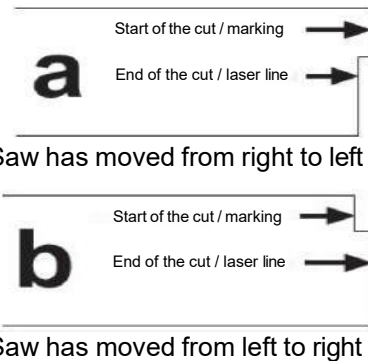 Start of the cut / marking
a
End of the cut / laser line
Saw has moved from right to left
Start of the cut / marking
b
End of the cut / laser line
Saw has moved from left to right